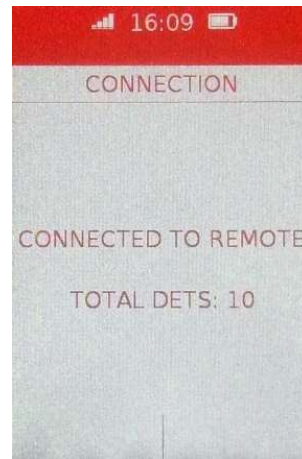 16:09
CONNECTION
CONNECTED TO REMOTE
TOTAL DETS: 10